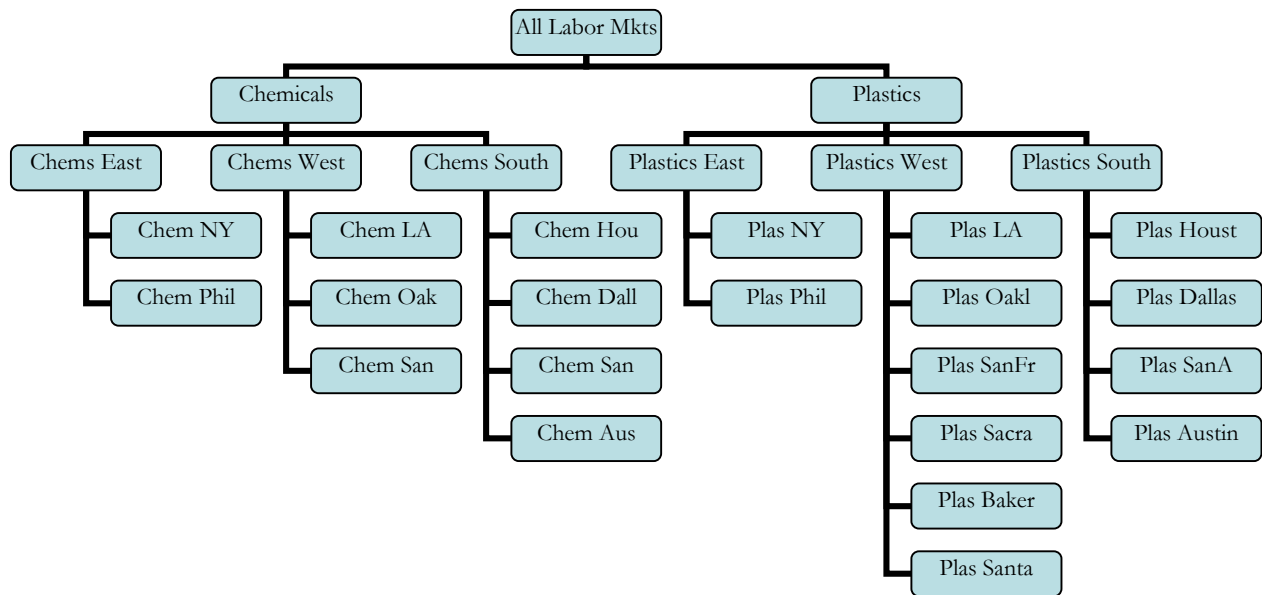 All Labor Mkts
Chemicals
Plastics
Chems East
Chems West
Chems South
Plastics East
Plastics West
Plastics South
Chem NY
Chem LA
Chem Hou
Plas NY
Plas LA
Plas Houst
Chem Phil
Chem Oak
Chem Dall
Plas Phil
Plas Oakl
Plas Dallas
Chem San
Chem San
Plas SanFr
Plas SanA
Chem Aus
Plas Sacra
Plas Austin
Plas Baker
Plas Santa